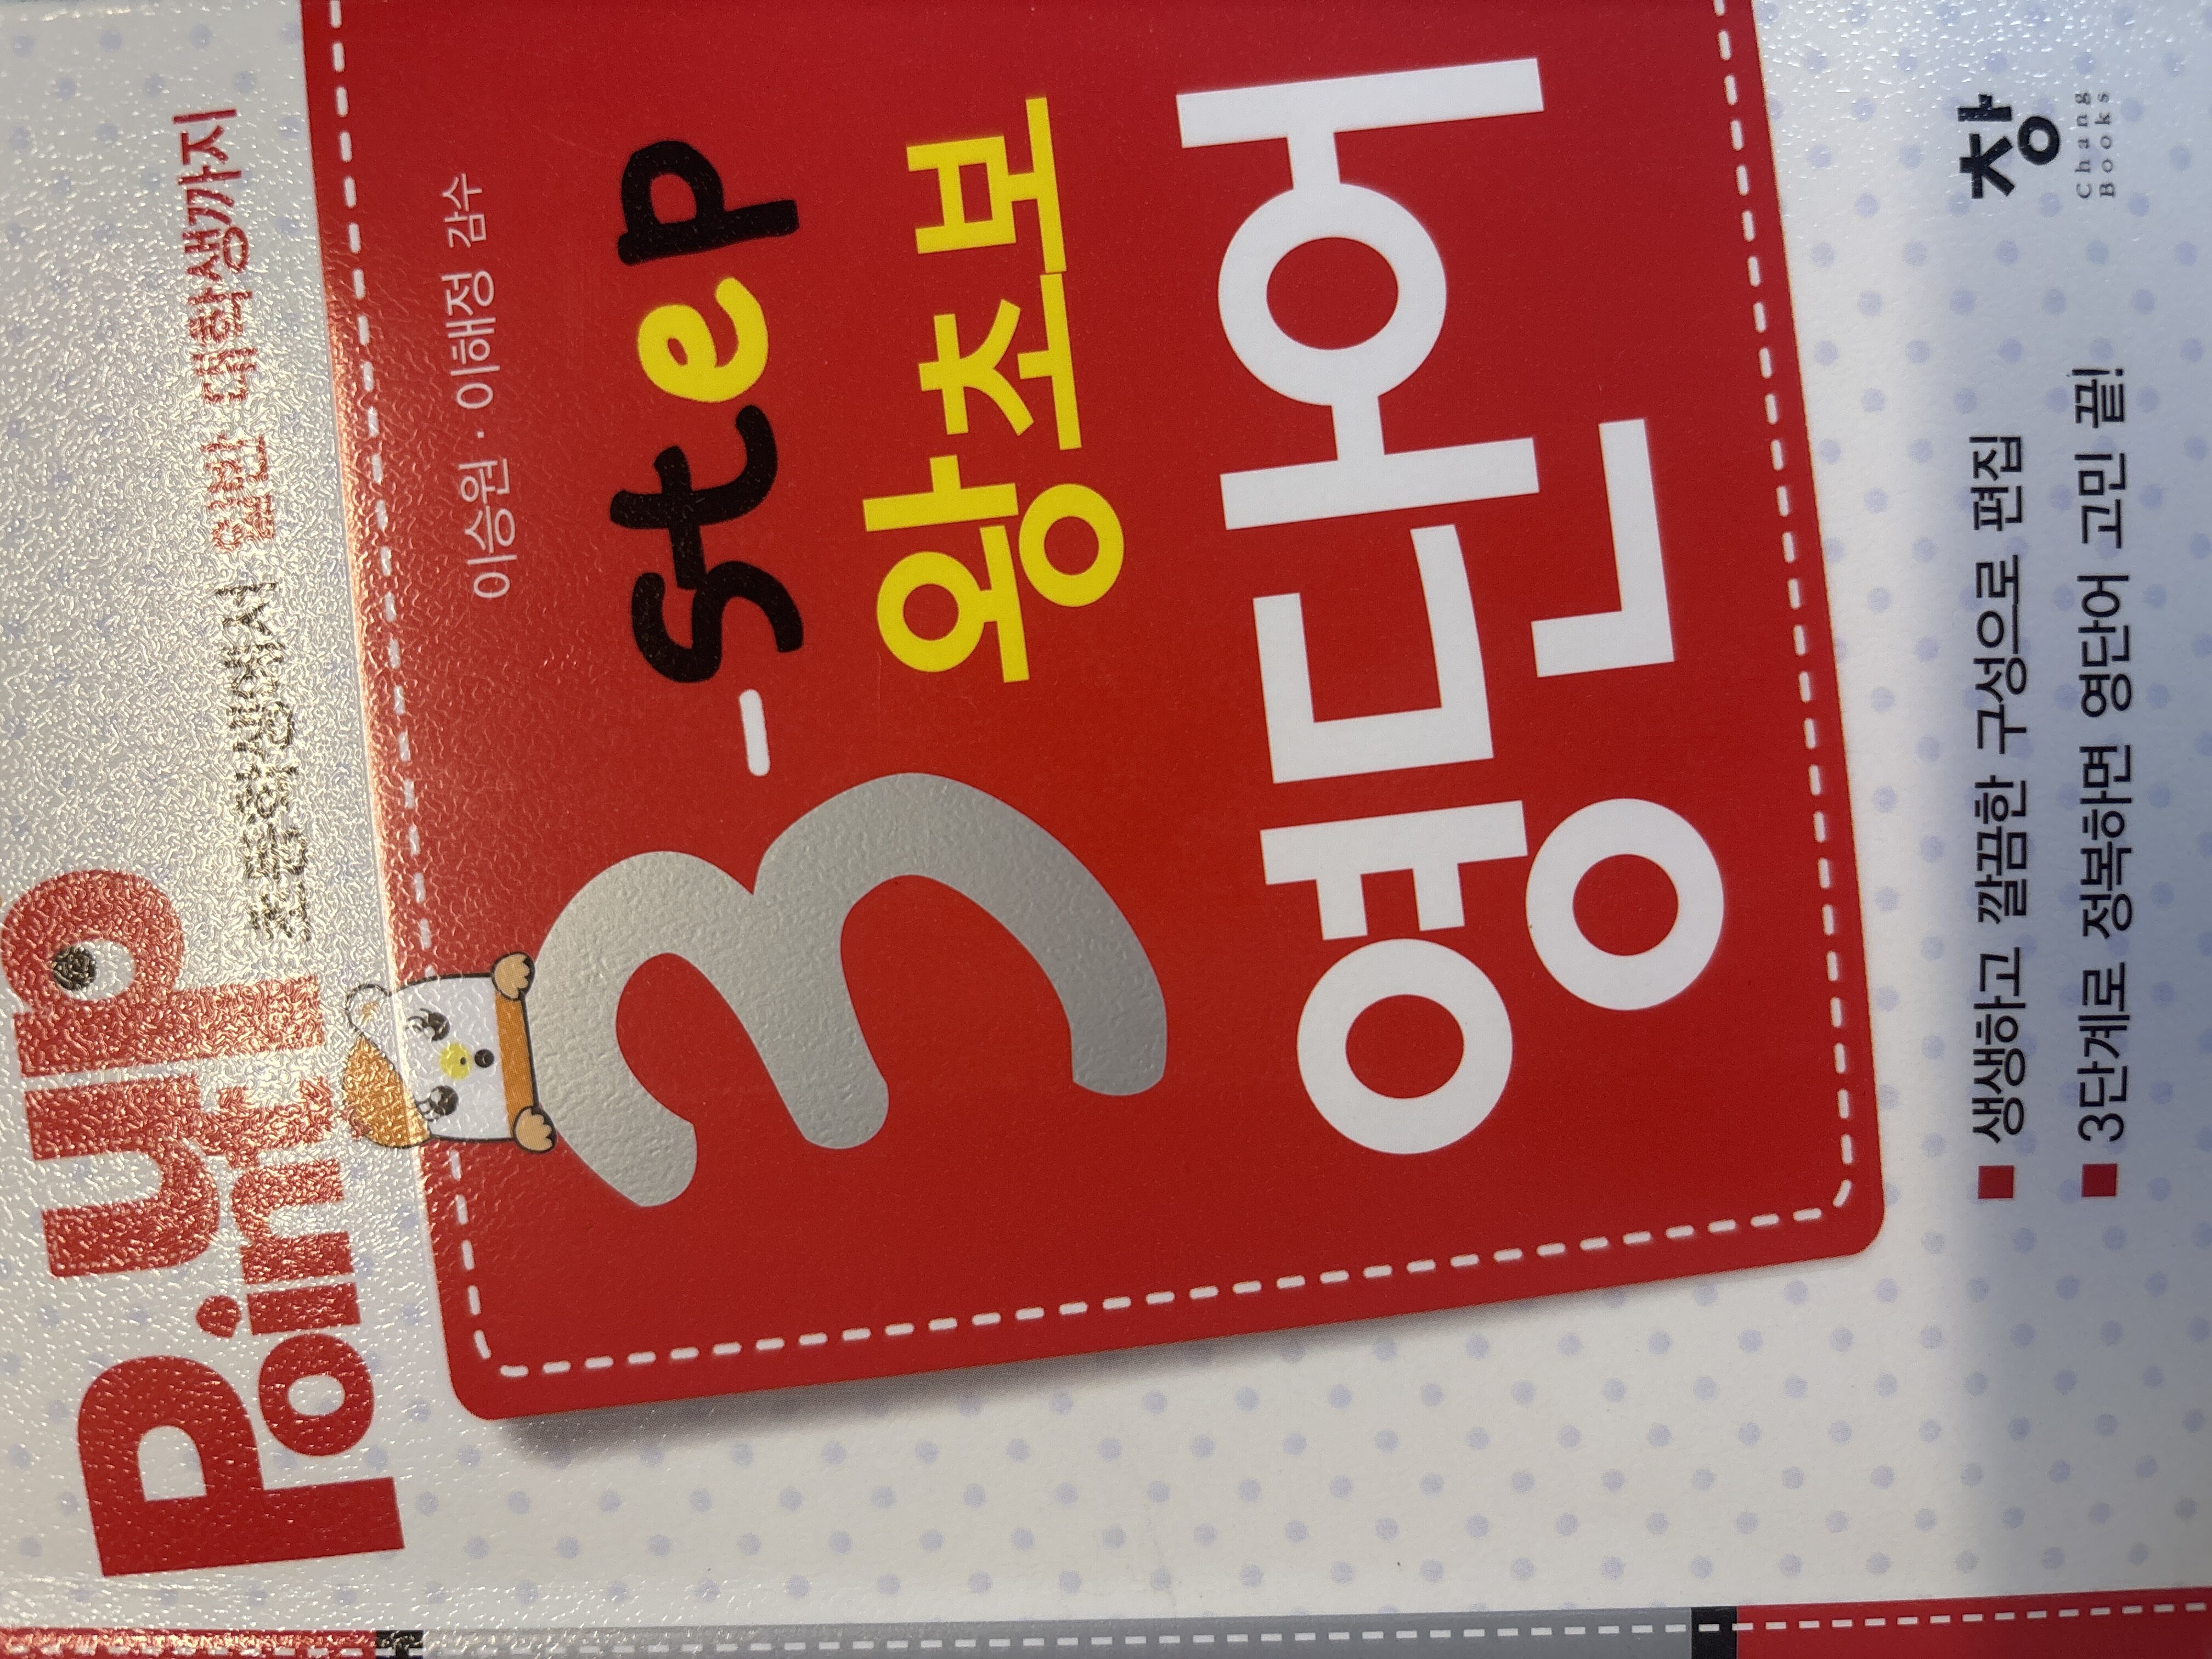 Point up
초등학생에서 일반 대학생까지
이승원 · 이해정 감수
3-step
왕초보
영단어
■ 생생하고 깔끔한 구성으로 편집
■ 3단계로 정복하면 영단어 고민 끝!
창
Chang
Books